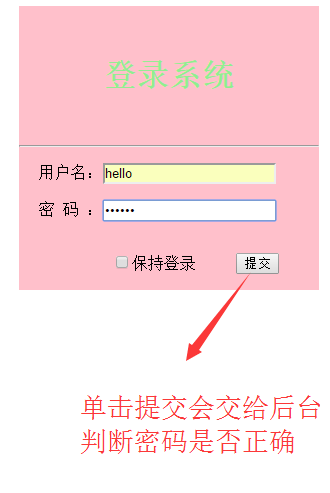 登录系统
用户名： hello
密 码 ： ••••••
保持登录 提交
单击提交会交给后台
判断密码是否正确